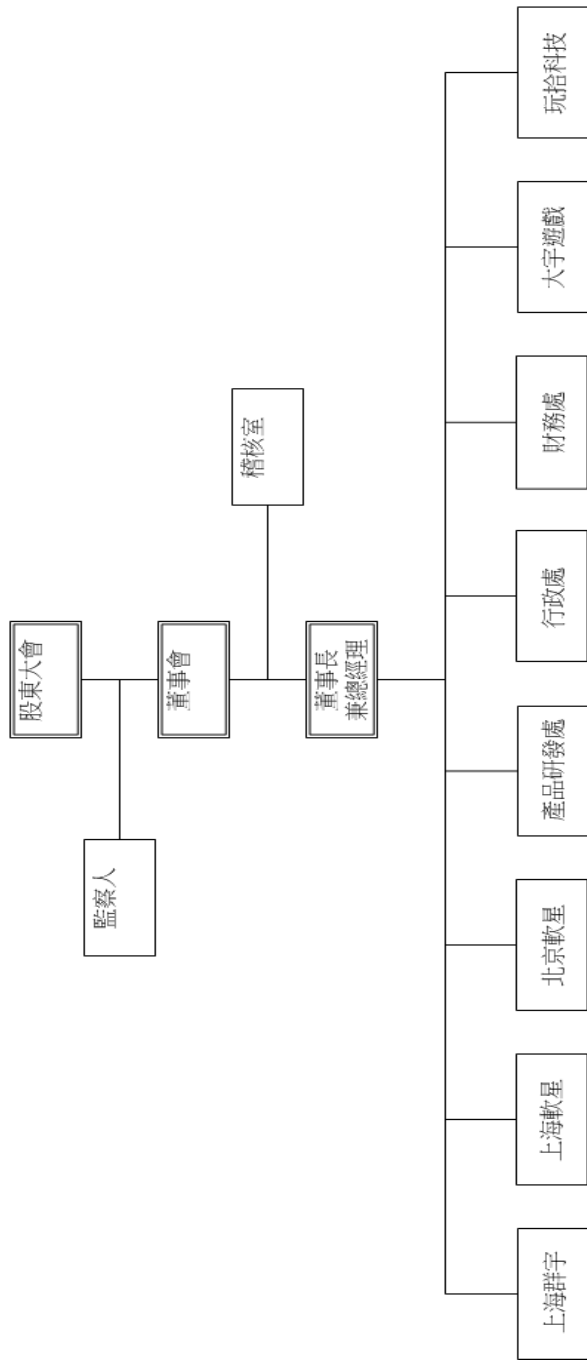 股東大會
監察人
董事會
稽核室
董事長
兼總經理
上海群宇
上海軟星
北京軟星
產品研發處
行政處
財務處
大宇遊戲
玩拾科技